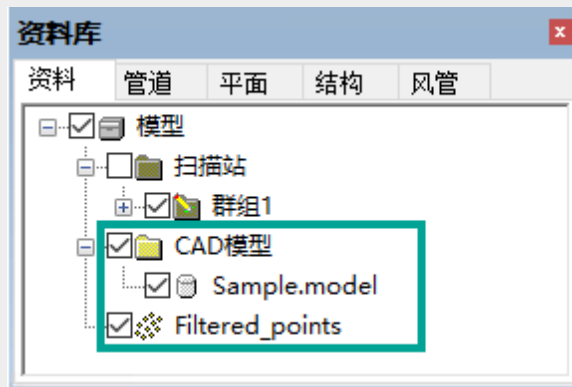 资料库
资料 管道 平面 结构 风管
模型
扫描站
群组1
CAD模型
Sample.model
Filtered_points